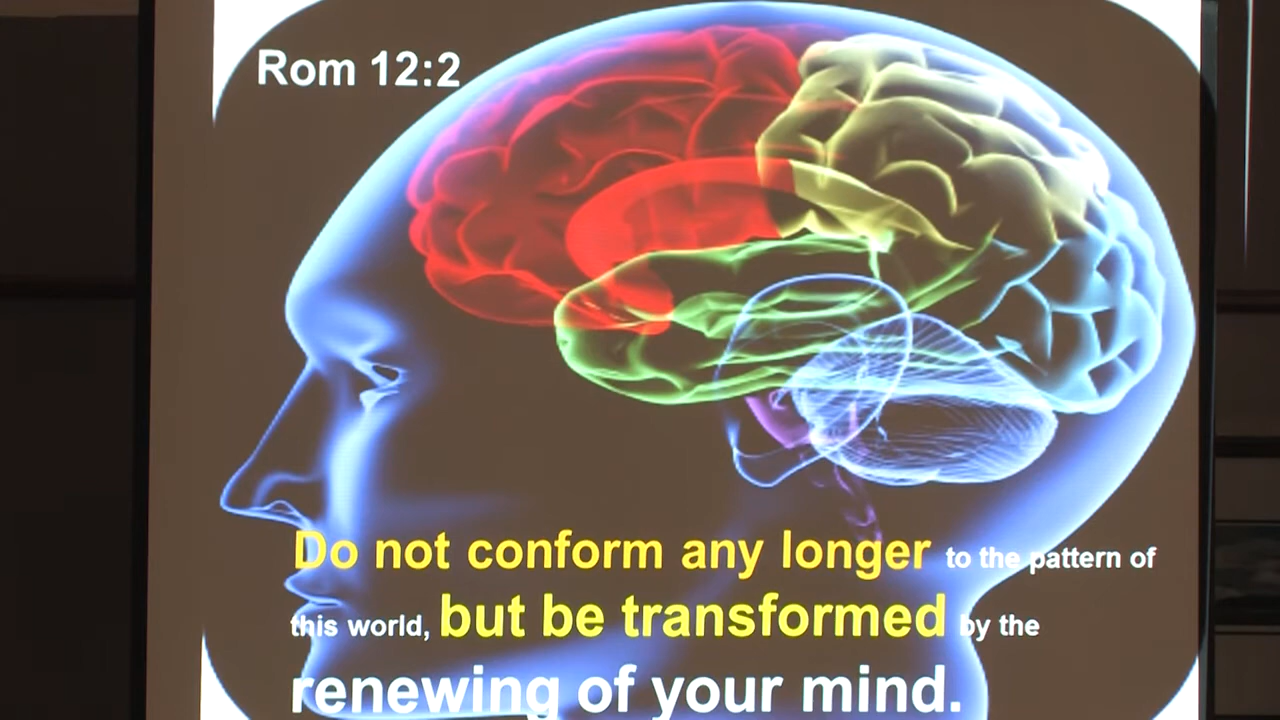 Rom 12:2
Do not conform any longer to the pattern of
this world, but be transformed by the
renewing of your mind.